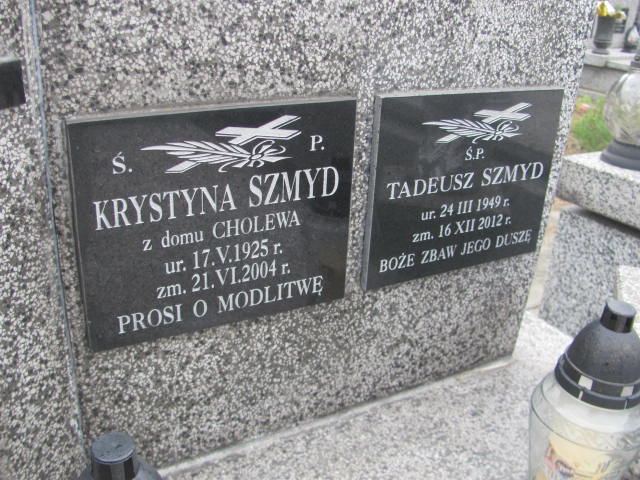 Ś. P.
KRYSTYNA SZMYD
z domu CHOLEWA
ur. 17.V.1925 r.
zm. 21.VI.2004 r.
PROSI O MODLITWĘ
Ś.P.
TADEUSZ SZMYD
ur. 24 III 1949 r.
zm. 16 XII 2012 r.
BOŻE ZBAW JEGO DUSZĘ